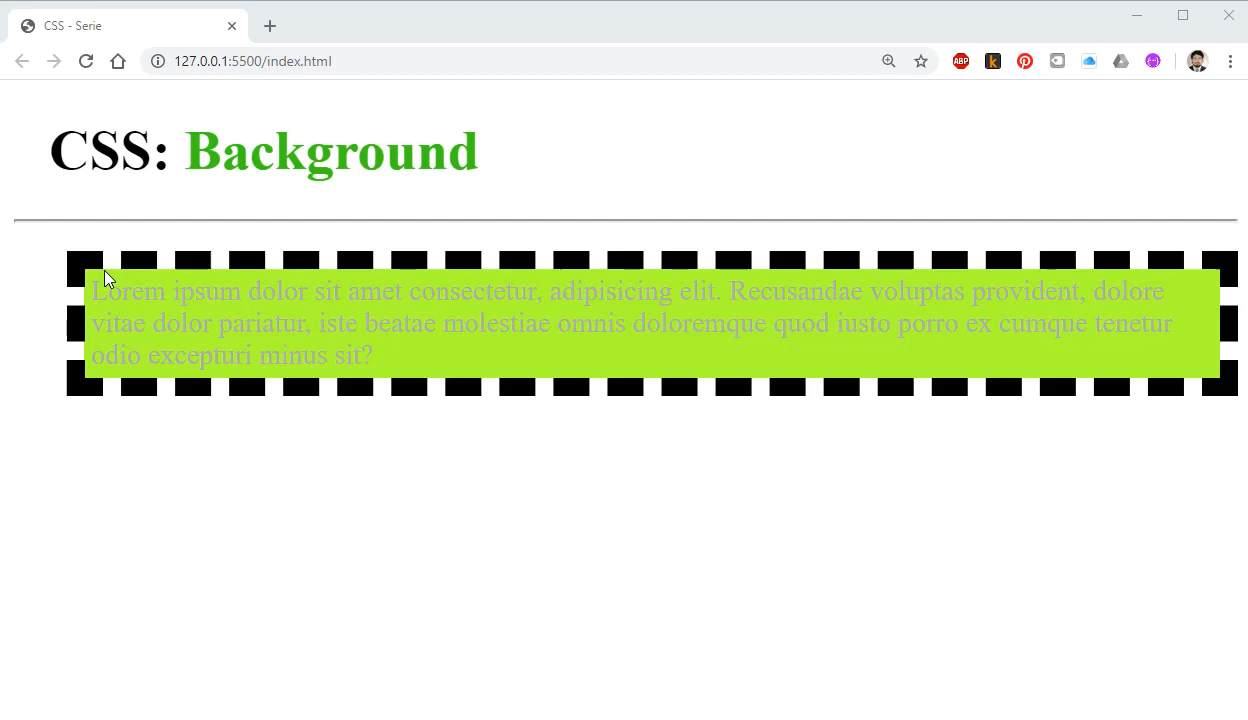 CSS - Serie
127.0.0.1:5500/index.html
ABP
k
CSS: Background
Lorem ipsum dolor sit amet consectetur, adipisicing elit. Recusandae voluptas provident, dolore
vitae dolor pariatur, iste beatae molestiae omnis doloremque quod iusto porro ex cumque tenetur
odio excepturi minus sit?